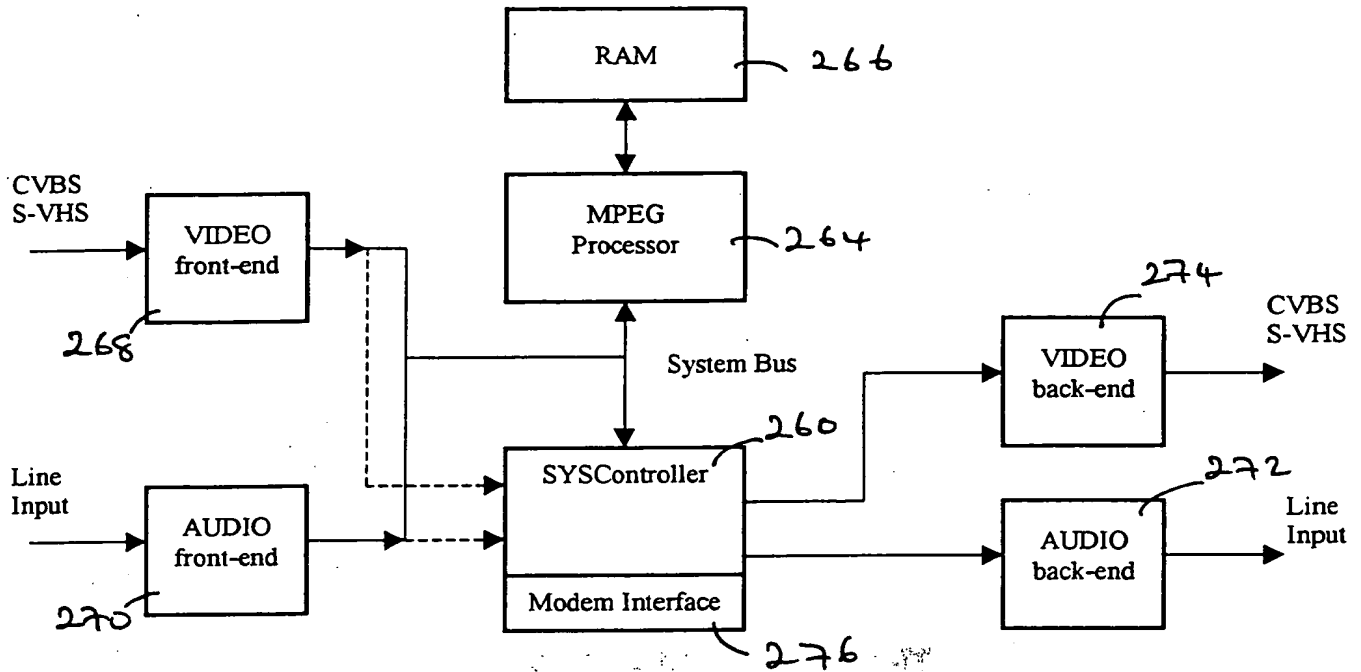 RAM
266
CVBS
S-VHS
VIDEO
front-end
268
MPEG
Processor
264
274
CVBS
S-VHS
VIDEO
back-end
System Bus
260
SYSController
Line
Input
AUDIO
front-end
270
272
Line
Input
AUDIO
back-end
Modem Interface
276